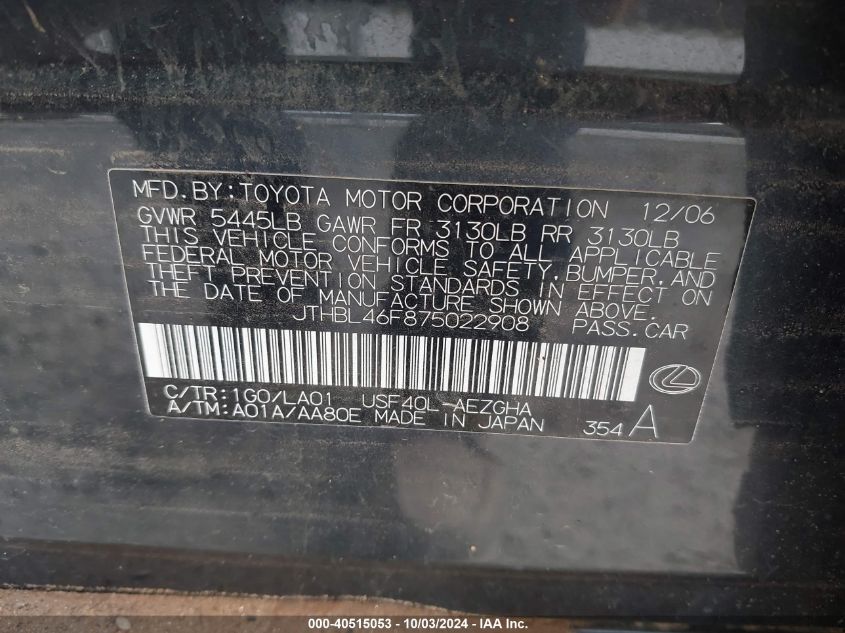 MFD.BY:TOYOTA MOTOR CORPORATION 12/06
GVWR 5445LB GAWR FR 3130LB RR 3130LB
THIS VEHICLE CONFORMS TO ALL APPLICABLE
FEDERAL MOTOR VEHICLE SAFETY,BUMPER,AND
THEFT PREVENTION STANDARDS IN EFFECT ON
THE DATE OF MANUFACTURE SHOWN ABOVE.
JTHBL46F875022908 PASS.CAR
C/TR:1G0/LA01 USF40L-AEZGHA
A/TM:A01A/AA80E MADE IN JAPAN 354 A
000-40515053 - 10/03/2024 - IAA Inc.